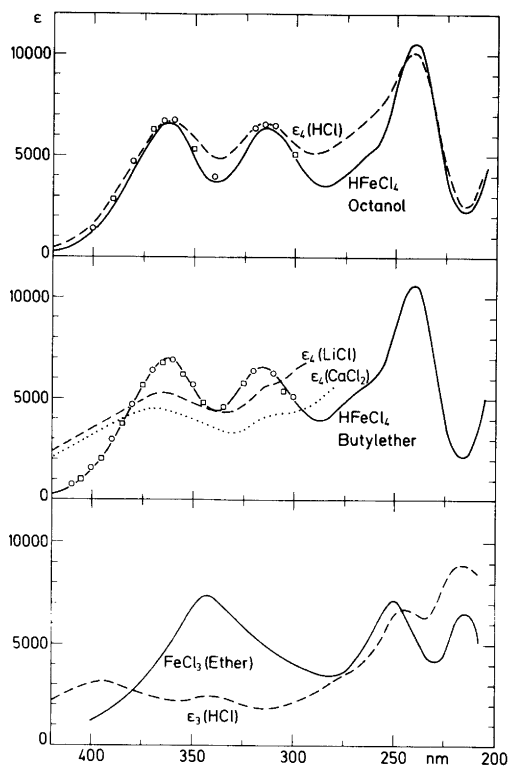 ε
10000
5000
0
ε₄(HCl)
HFeCl₄
Octanol
10000
5000
0
ε₄(LiCl)
ε₄(CaCl₂)
HFeCl₄
Butylether
10000
5000
0
FeCl₃(Ether)
ε₃(HCl)
400 350 300 250 nm 200